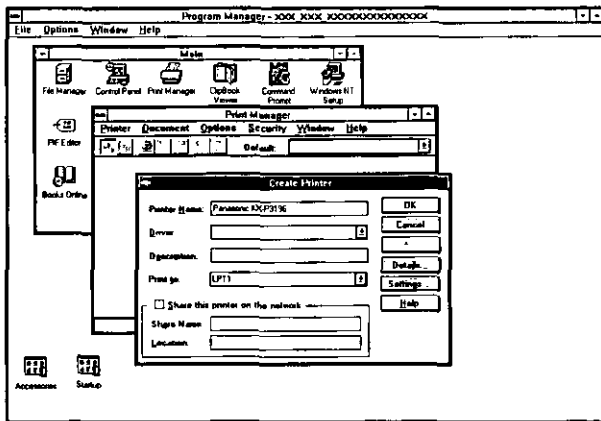 Program Manager - XXX XXX XXXXXXXXXXXXXX
File Options Window Help
Main
File Manager Control Panel Print Manager ClipBook Viewer Command Prompt Windows NT Setup
Print Manager
Printer Document Options Security Window Help
PIF Editor
Default:
Books Online
Create Printer
Printer Name: Panasonic KX-P3196 OK
Driver Cancel
Description:
Details...
Print to: LPT1 Settings...
Share this printer on the network Help
Share Name
Location:
Accessories Startup